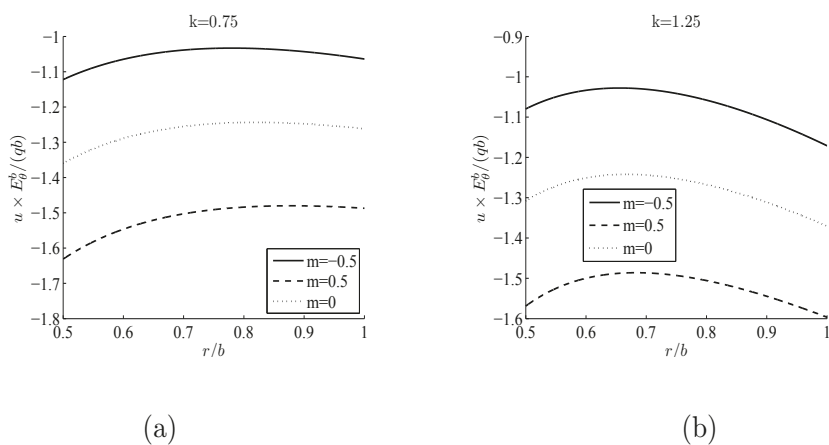 k=0.75
−1
−1.1
−1.2
−1.3
−1.4
−1.5
−1.6
−1.7
−1.8
u × E_θ^b/(qb)
0.5 0.6 0.7 0.8 0.9 1
r/b
m=−0.5
m=0.5
m=0
(a)
k=1.25
−0.9
−1
−1.1
−1.2
−1.3
−1.4
−1.5
−1.6
u × E_θ^b/(qb)
0.5 0.6 0.7 0.8 0.9 1
r/b
m=−0.5
m=0.5
m=0
(b)